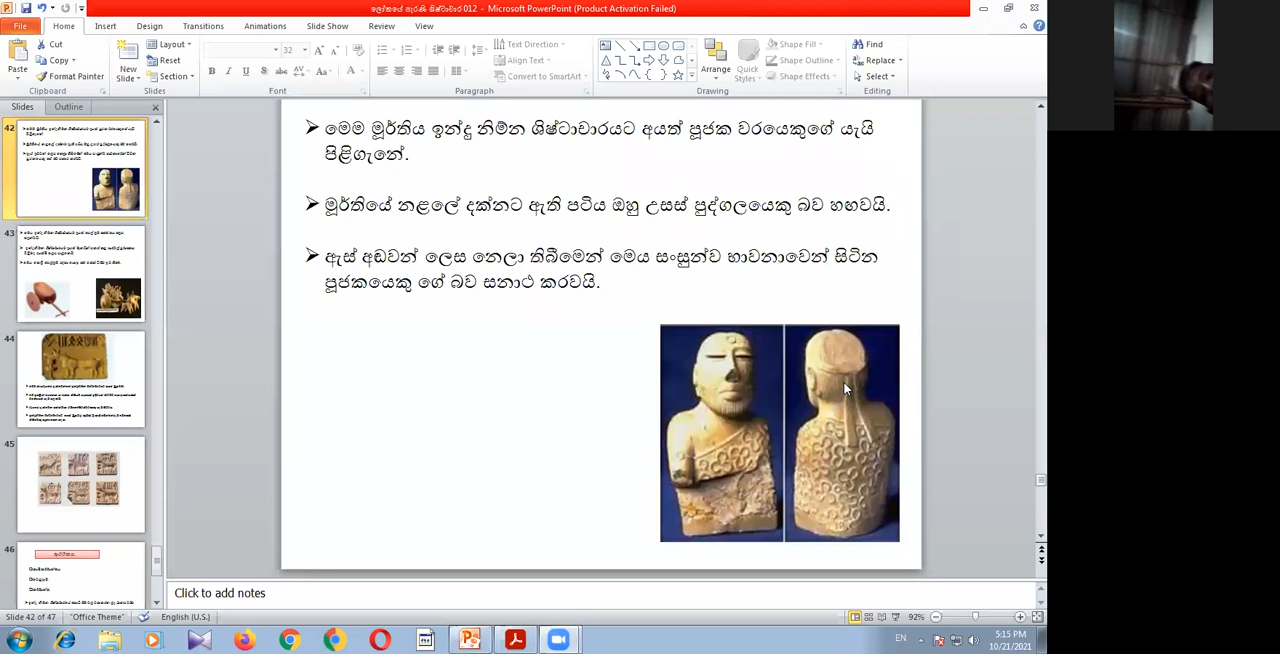 ලෝකයේ පැරණි ශිෂ්ටාචාර 012 - Microsoft PowerPoint (Product Activation Failed)
File Home Insert Design Transitions Animations Slide Show Review View
Cut
Copy
Format Painter
Paste
Clipboard
New Slide
Layout
Reset
Section
Slides
32
Font
Text Direction
Align Text
Convert to SmartArt
Paragraph
Arrange
Quick Styles
Shape Fill
Shape Outline
Shape Effects
Drawing
Find
Replace
Select
Editing
Slides Outline
42
43
44
45
46
➢ මෙම මූර්තිය ඉන්දු නිම්න ශිෂ්ටාචාරයට අයත් පූජක වරයෙකුගේ යැයි
පිළිගැනේ.
➢ මූර්තියේ නළලේ දක්නට ඇති පටිය ඔහු උසස් පුද්ගලයෙකු බව හඟවයි.
➢ ඇස් අඬවන් ලෙස නෙලා තිබීමෙන් මෙය සංසුන්ව භාවනාවෙන් සිටින
පූජකයෙකු ගේ බව සනාථ කරවයි.
Click to add notes
Slide 42 of 47 "Office Theme" English (U.S.) 92%
EN 5:15 PM
10/21/2021